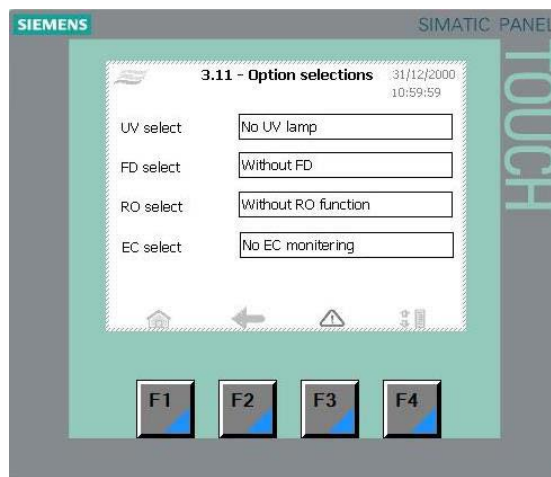 SIEMENS
SIMATIC PANEL
TOUCH
3.11 - Option selections
31/12/2000
10:59:59
UV select
No UV lamp
FD select
Without FD
RO select
Without RO function
EC select
No EC monitering
F1
F2
F3
F4